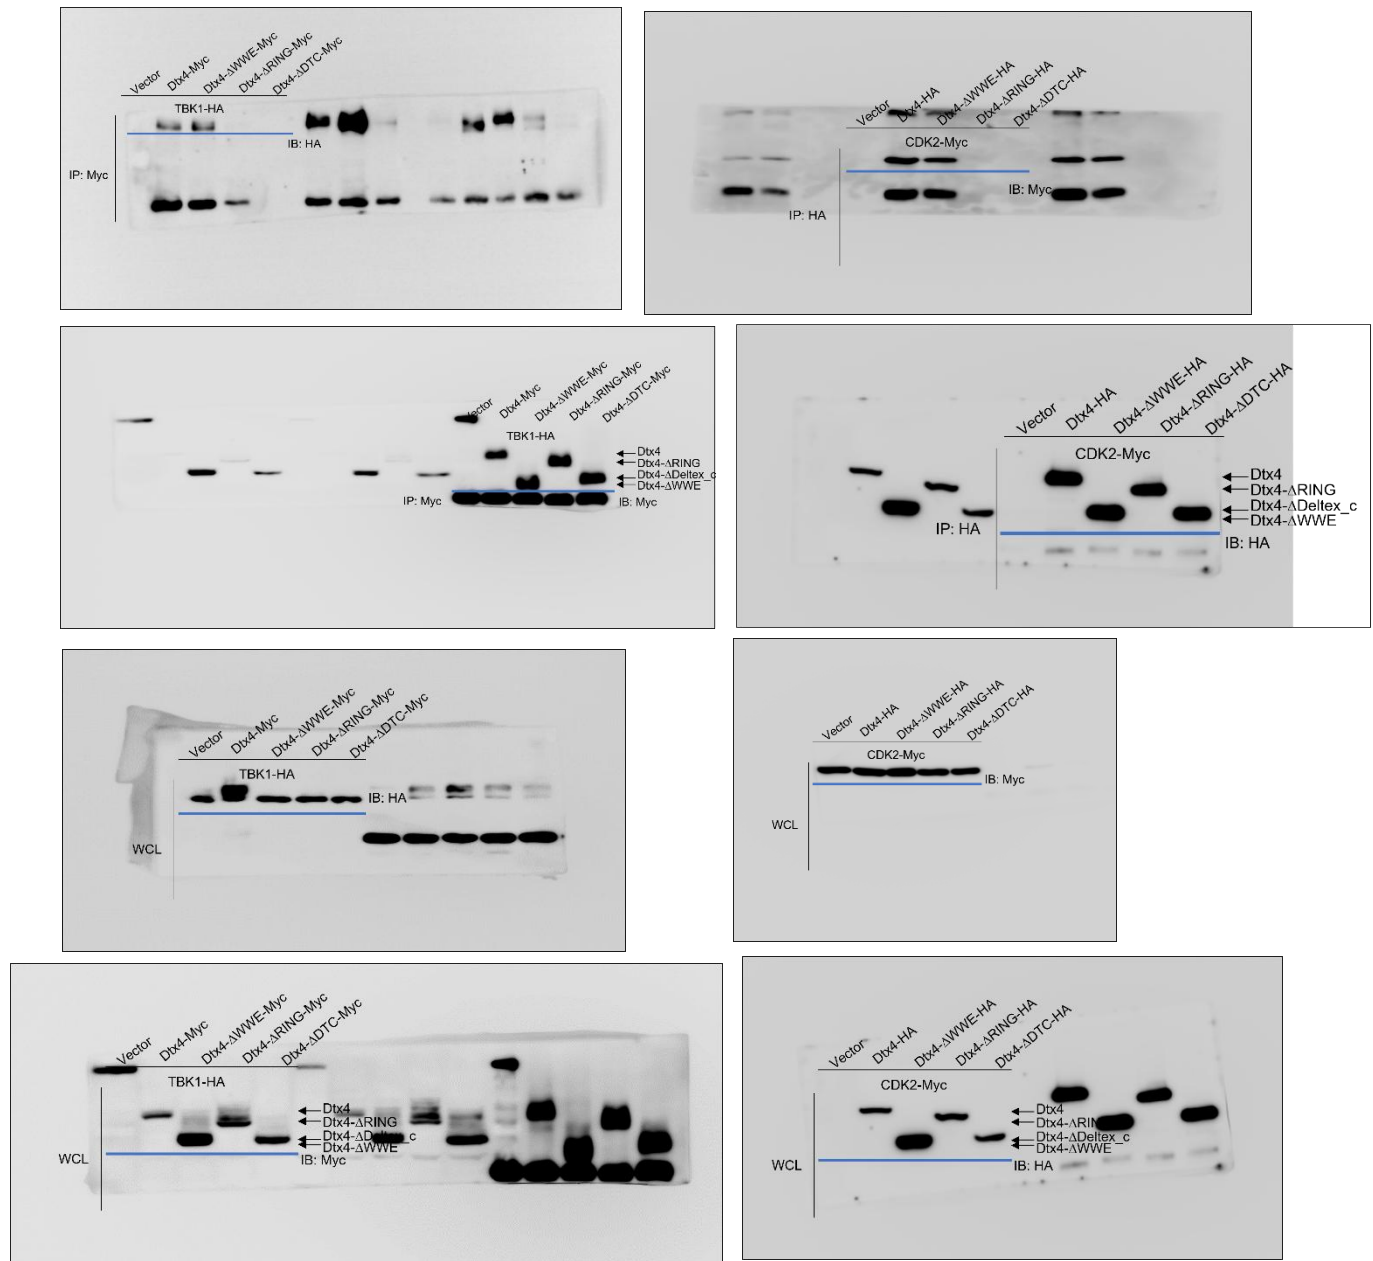 Vector
Dtx4-Myc
Dtx4-ΔWWE-Myc
Dtx4-ΔRING-Myc
Dtx4-ΔDTC-Myc
TBK1-HA
IB: HA
IP: Myc
Vector
Dtx4-HA
Dtx4-ΔWWE-HA
Dtx4-ΔRING-HA
Dtx4-ΔDTC-HA
CDK2-Myc
IB: Myc
IP: HA
Vector
Dtx4-Myc
Dtx4-ΔWWE-Myc
Dtx4-ΔRING-Myc
Dtx4-ΔDTC-Myc
TBK1-HA
Dtx4
Dtx4-ΔRING
Dtx4-ΔDeltex_c
Dtx4-ΔWWE
IP: Myc
IB: Myc
Vector
Dtx4-HA
Dtx4-ΔWWE-HA
Dtx4-ΔRING-HA
Dtx4-ΔDTC-HA
CDK2-Myc
Dtx4
Dtx4-ΔRING
Dtx4-ΔDeltex_c
Dtx4-ΔWWE
IP: HA
IB: HA
Vector
Dtx4-Myc
Dtx4-ΔWWE-Myc
Dtx4-ΔRING-Myc
Dtx4-ΔDTC-Myc
TBK1-HA
IB: HA
WCL
Vector
Dtx4-HA
Dtx4-ΔWWE-HA
Dtx4-ΔRING-HA
Dtx4-ΔDTC-HA
CDK2-Myc
IB: Myc
WCL
Vector
Dtx4-Myc
Dtx4-ΔWWE-Myc
Dtx4-ΔRING-Myc
Dtx4-ΔDTC-Myc
TBK1-HA
Dtx4
Dtx4-ΔRING
Dtx4-ΔDeltex_c
Dtx4-ΔWWE
WCL
IB: Myc
Vector
Dtx4-HA
Dtx4-ΔWWE-HA
Dtx4-ΔRING-HA
Dtx4-ΔDTC-HA
CDK2-Myc
Dtx4
Dtx4-ΔRING
Dtx4-ΔDeltex_c
Dtx4-ΔWWE
WCL
IB: HA